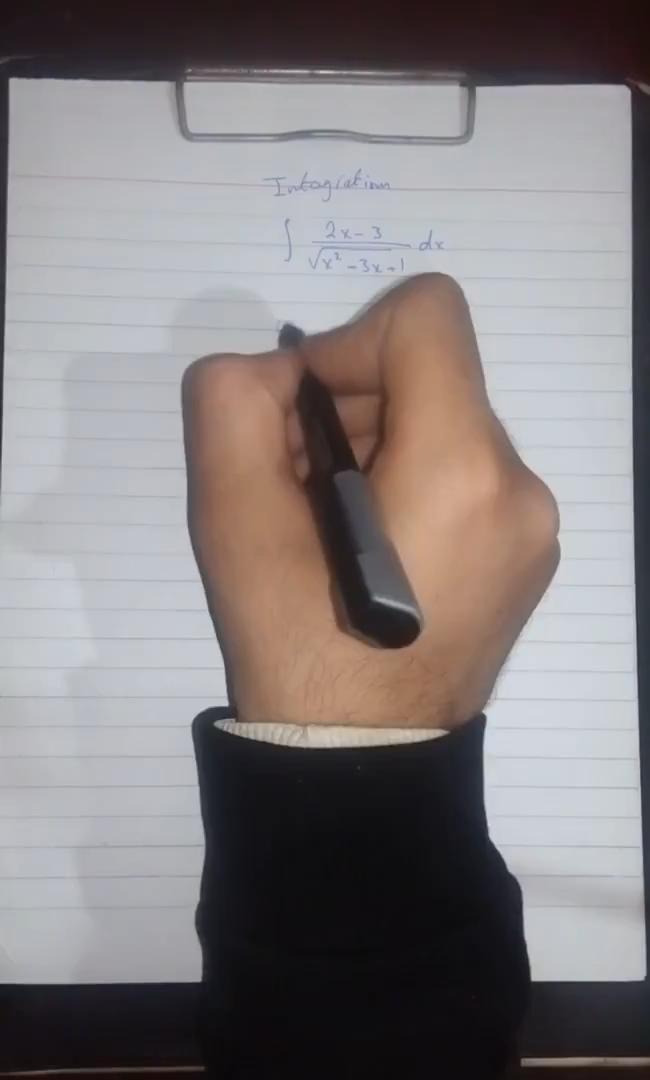 Integration
∫ 2x-3 / √x²-3x+1 dx